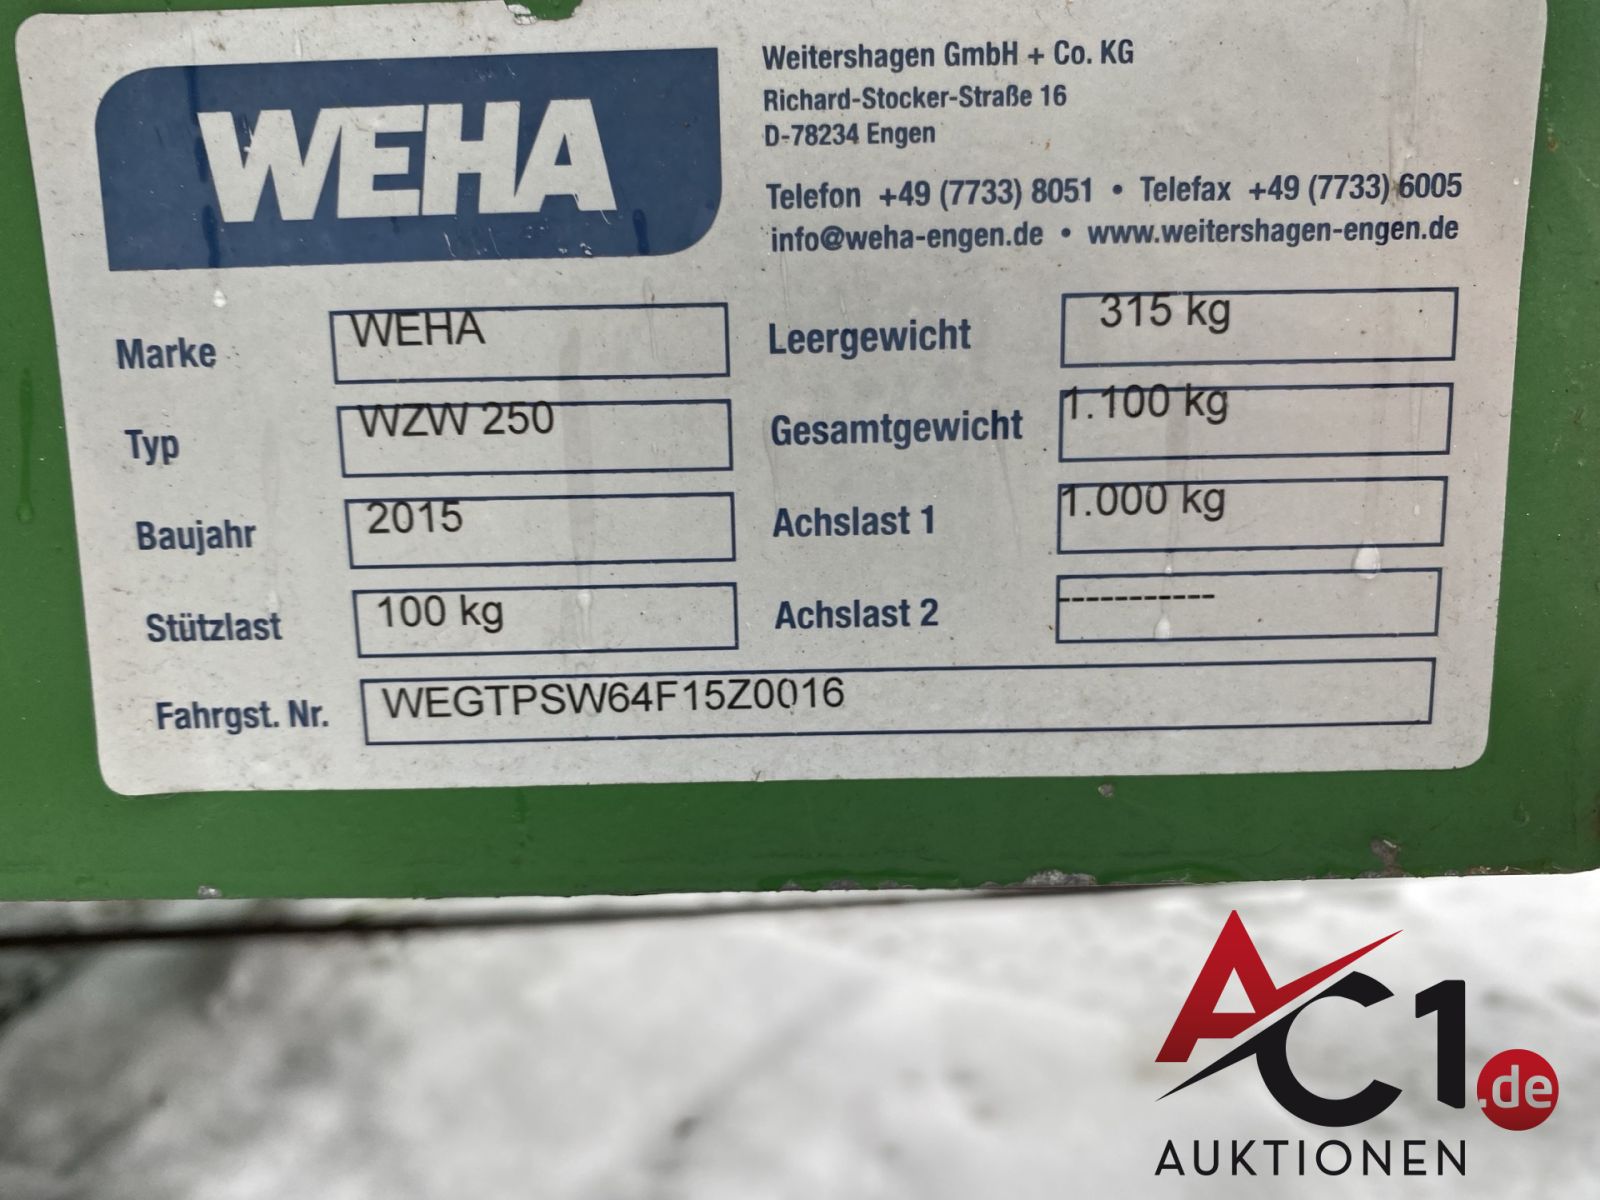 WEHA
Weitershagen GmbH + Co. KG
Richard-Stocker-Straße 16
D-78234 Engen
Telefon +49 (7733) 8051 • Telefax +49 (7733) 6005
info@weha-engen.de • www.weitershagen-engen.de
Marke WEHA
Leergewicht 315 kg
Typ WZW 250
Gesamtgewicht 1.100 kg
Baujahr 2015
Achslast 1 1.000 kg
Stützlast 100 kg
Achslast 2 -----------
Fahrgst. Nr. WEGTPSW64F15Z0016
AC1.de
AUKTIONEN